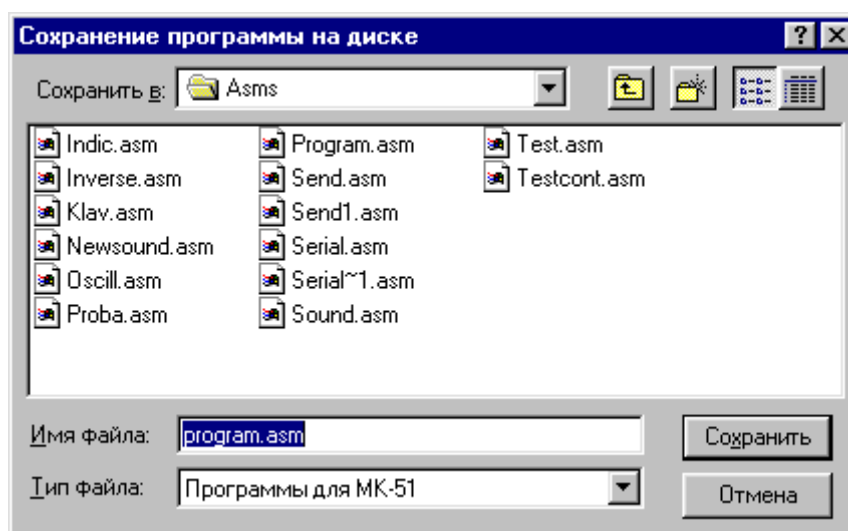 Сохранение программы на диске
Сохранить в: Asms
Indic.asm Program.asm Test.asm
Inverse.asm Send.asm Testcont.asm
Klav.asm Send1.asm
Newsound.asm Serial.asm
Oscill.asm Serial~1.asm
Proba.asm Sound.asm
Имя файла: program.asm Сохранить
Тип файла: Программы для МК-51 Отмена